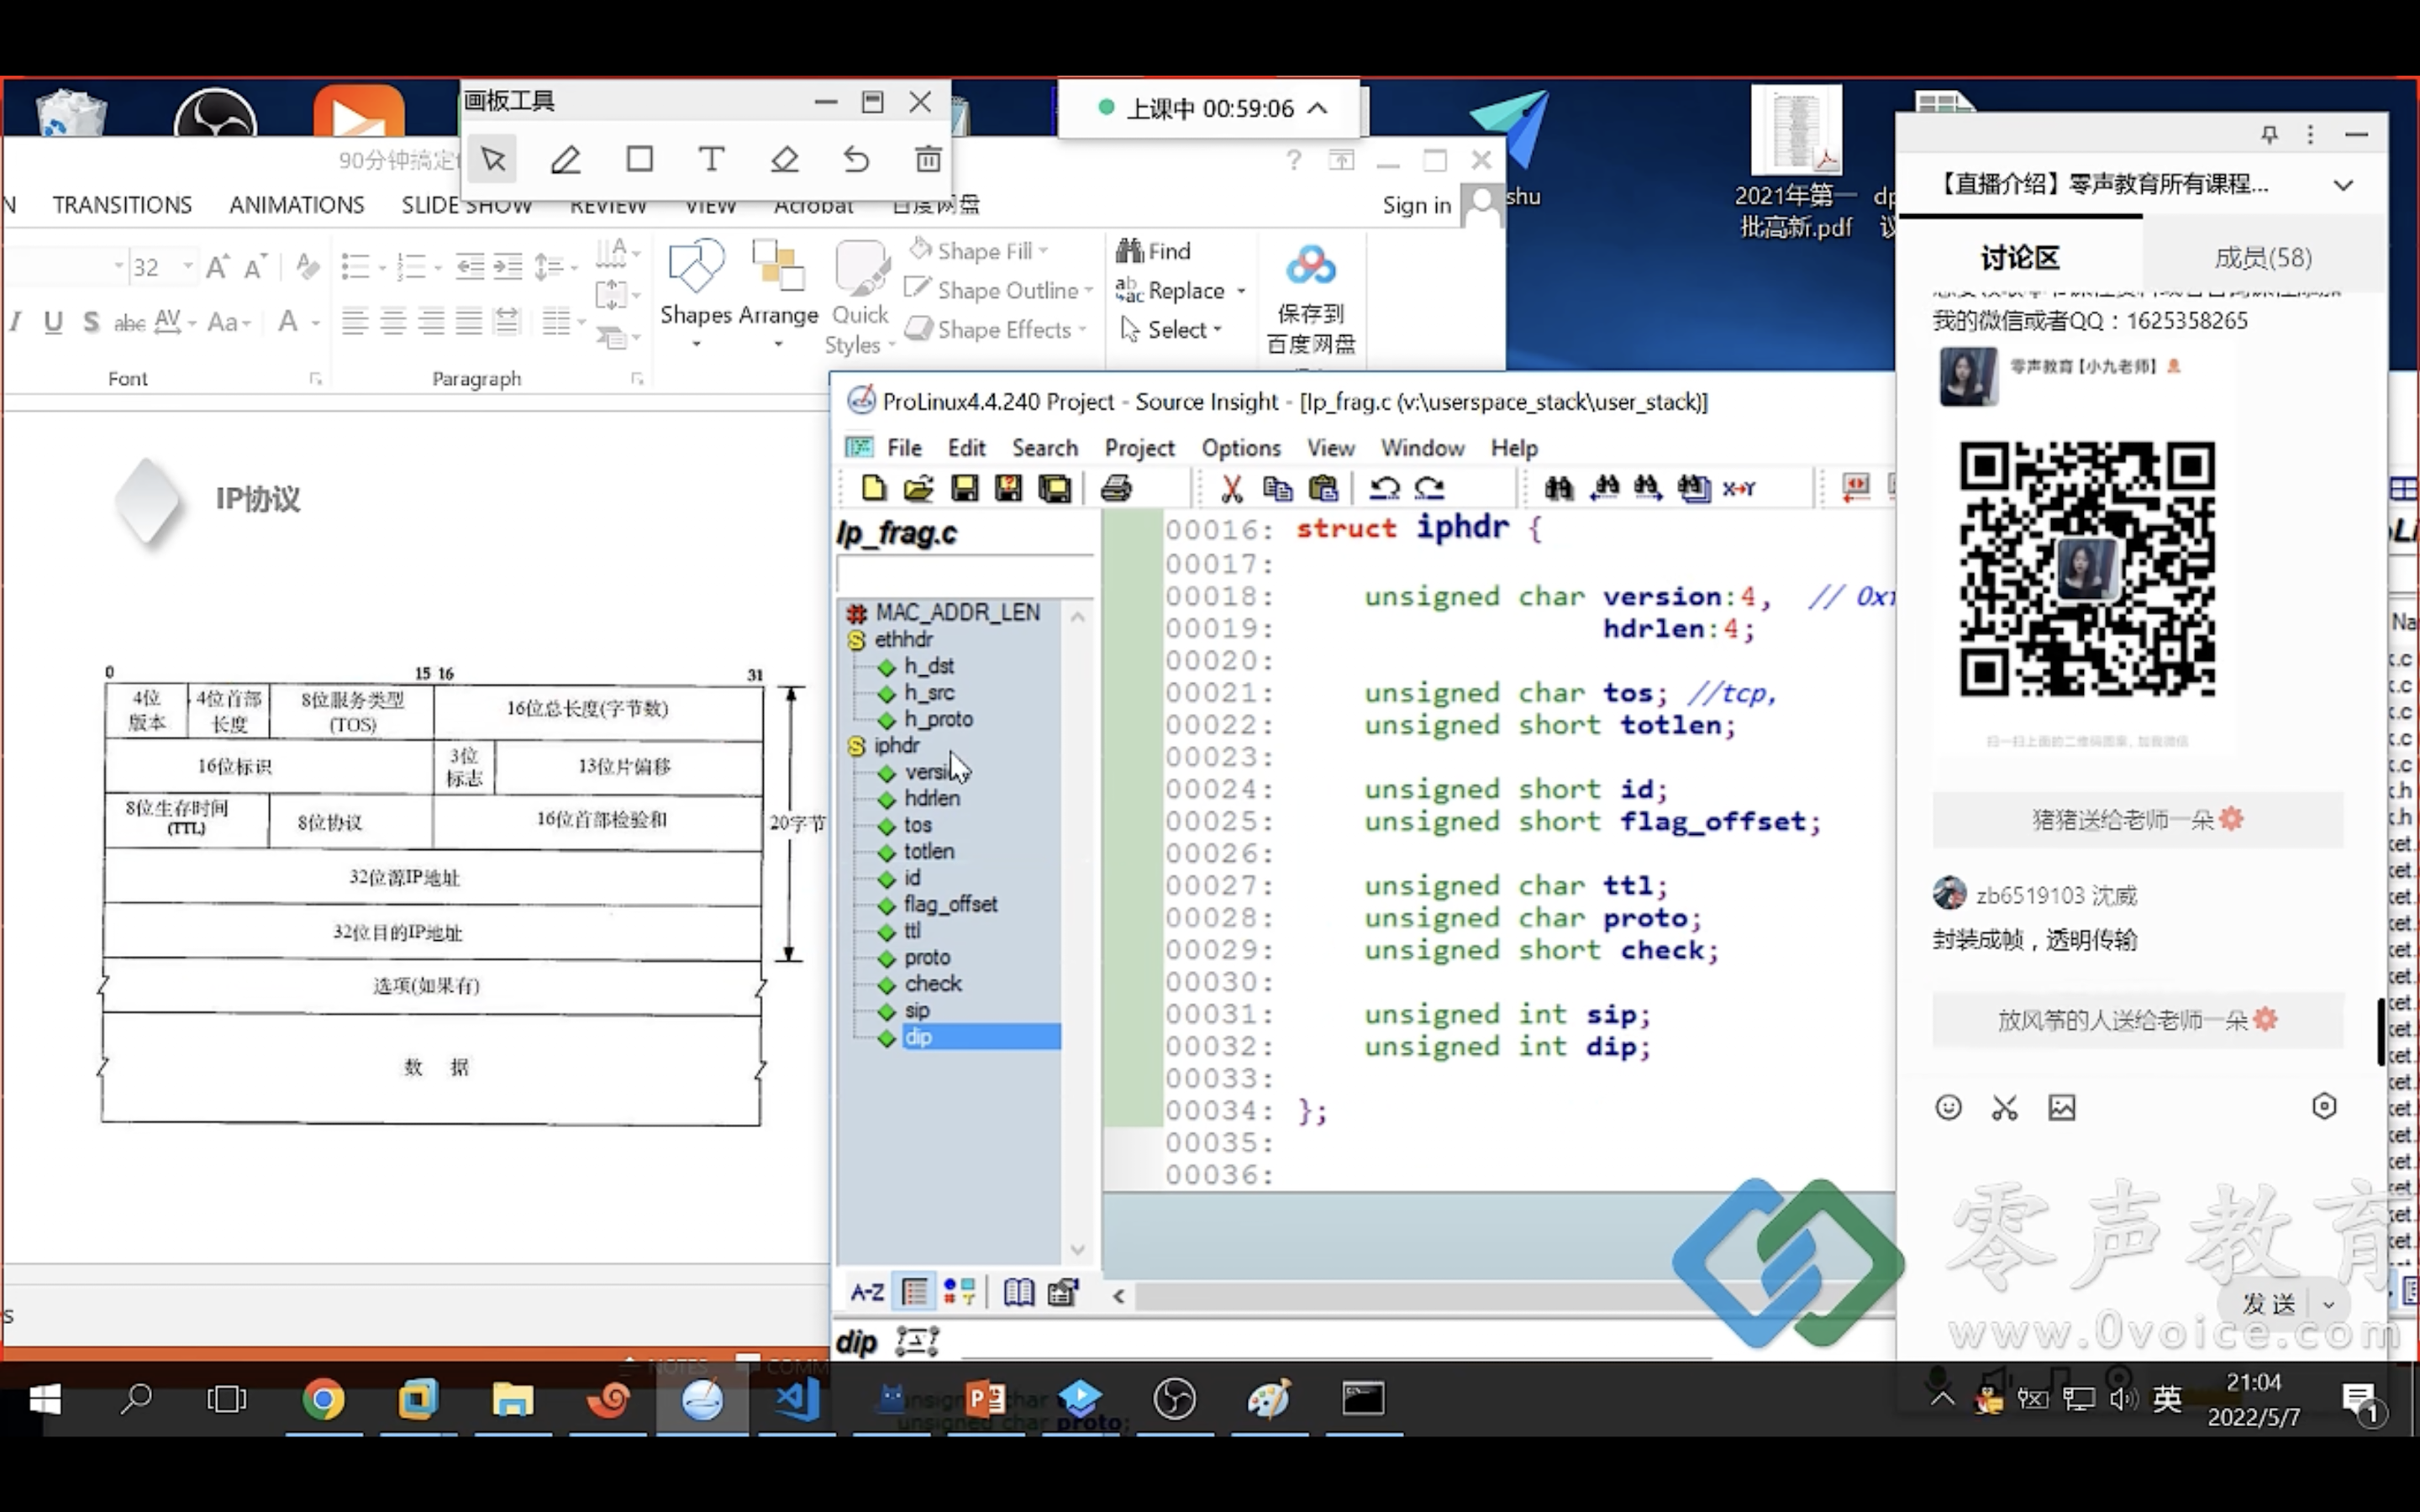 画板工具
上课中 00:59:06
shu
2021年第一
批高新.pdf
90分钟搞定
TRANSITIONS ANIMATIONS SLIDE SHOW REVIEW VIEW Acrobat 百度网盘
Sign in
32
Shapes Arrange Quick
Styles
Shape Fill
Shape Outline
Shape Effects
Find
Replace
Select
保存到
百度网盘
Font
Paragraph
IP协议
0 15 16 31
4位
版本
4位首部
长度
8位服务类型
(TOS)
16位总长度(字节数)
16位标识
3位
标志
13位片偏移
8位生存时间
(TTL)
8位协议
16位首部检验和
20字节
32位源IP地址
32位目的IP地址
选项(如果有)
数 据
ProLinux4.4.240 Project - Source Insight - [Ip_frag.c (v:\userspace_stack\user_stack)]
File Edit Search Project Options View Window Help
Ip_frag.c
MAC_ADDR_LEN
ethhdr
h_dst
h_src
h_proto
iphdr
hdrlen
tos
totlen
id
flag_offset
ttl
proto
check
sip
dip
A-Z
dip
00016: struct iphdr {
00017:
00018: unsigned char version:4, //
00019: hdrlen:4;
00020:
00021: unsigned char tos; //tcp,
00022: unsigned short totlen;
00023:
00024: unsigned short id;
00025: unsigned short flag_offset;
00026:
00027: unsigned char ttl;
00028: unsigned char proto;
00029: unsigned short check;
00030:
00031: unsigned int sip;
00032: unsigned int dip;
00033:
00034: };
00035:
00036:
【直播介绍】零声教育所有课程...
讨论区 成员(58)
我的微信或者QQ：1625358265
零声教育【小九老师】
扫一扫上面的二维码图案，加我微信
猪猪送给老师一朵
zb6519103 沈威
封装成帧，透明传输
放风筝的人送给老师一朵
零声教育
发送
www.0voice.com
英
21:04
2022/5/7
1